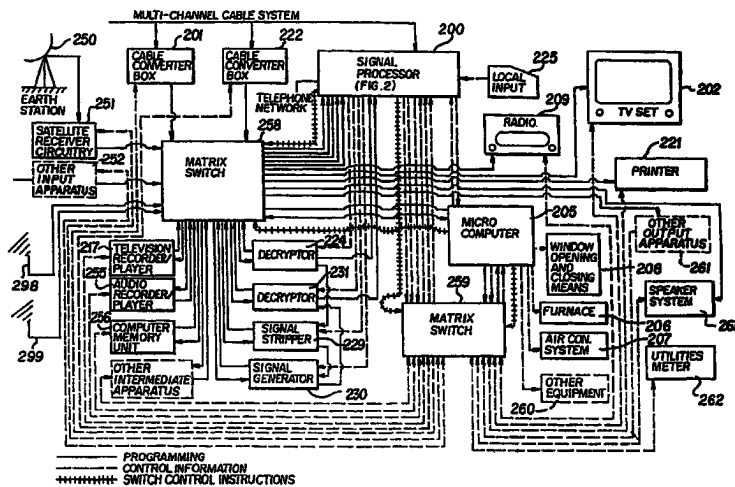 MULTI-CHANNEL CABLE SYSTEM
250
201
CABLE
CONVERTER
BOX
222
CABLE
CONVERTER
BOX
200
SIGNAL
PROCESSOR
(FIG.2)
225
LOCAL
INPUT
202
TV SET
EARTH
STATION
251
SATELLITE
RECEIVER
CIRCUITRY
TELEPHONE
NETWORK
258
209
RADIO.
252
OTHER
INPUT
APPARATUS
MATRIX
SWITCH
221
PRINTER
205
MICRO
COMPUTER
OTHER
OUTPUT
APPARATUS
261
217
TELEVISION
RECORDER/
PLAYER
224
DECRYPTOR
298
255
AUDIO
RECORDER/
PLAYER
231
DECRYPTOR
259
MATRIX
SWITCH
WINDOW
OPENING
AND
CLOSING
MEANS
208
SPEAKER
SYSTEM
263
299
256
COMPUTER
MEMORY
UNIT
SIGNAL
STRIPPER
229
FURNACE
206
UTILITIES
METER
262
OTHER
INTERMEDIATE
APPARATUS
SIGNAL
GENERATOR
230
AIR CON.
SYSTEM
207
OTHER
EQUIPMENT
260
PROGRAMMING
CONTROL INFORMATION
SWITCH CONTROL INSTRUCTIONS